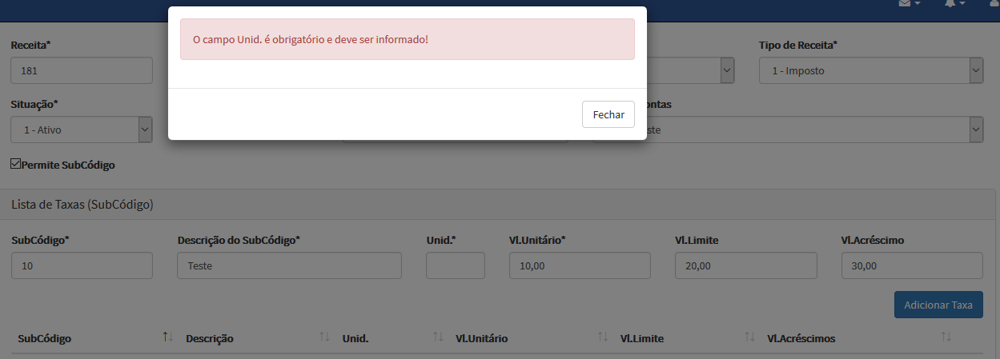 O campo Unid. é obrigatório e deve ser informado!
Fechar
Receita* Tipo de Receita*
181 1 - Imposto
Situação* ontas
1 - Ativo ste
Permite SubCódigo
Lista de Taxas (SubCódigo)
SubCódigo* Descrição do SubCódigo* Unid.* Vl.Unitário* Vl.Limite Vl.Acréscimo
10 Teste 10,00 20,00 30,00
Adicionar Taxa
SubCódigo Descrição Unid. Vl.Unitário Vl.Limite Vl.Acréscimos